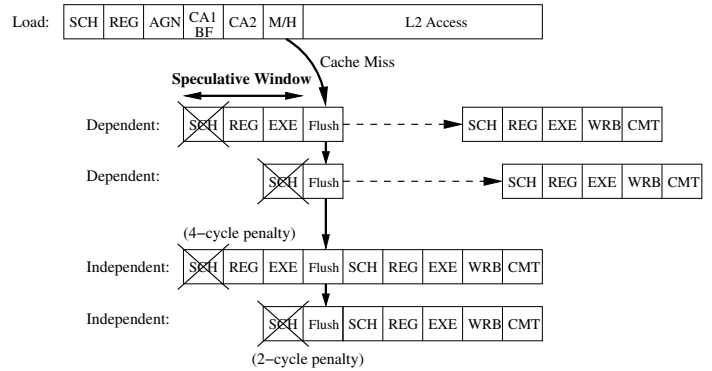 Load: SCH REG AGN CA1 BF CA2 M/H L2 Access
Cache Miss
Speculative Window
Dependent: SCH REG EXE Flush SCH REG EXE WRB CMT
Dependent: SCH Flush SCH REG EXE WRB CMT
(4−cycle penalty)
Independent: SCH REG EXE Flush SCH REG EXE WRB CMT
Independent: SCH Flush SCH REG EXE WRB CMT
(2−cycle penalty)